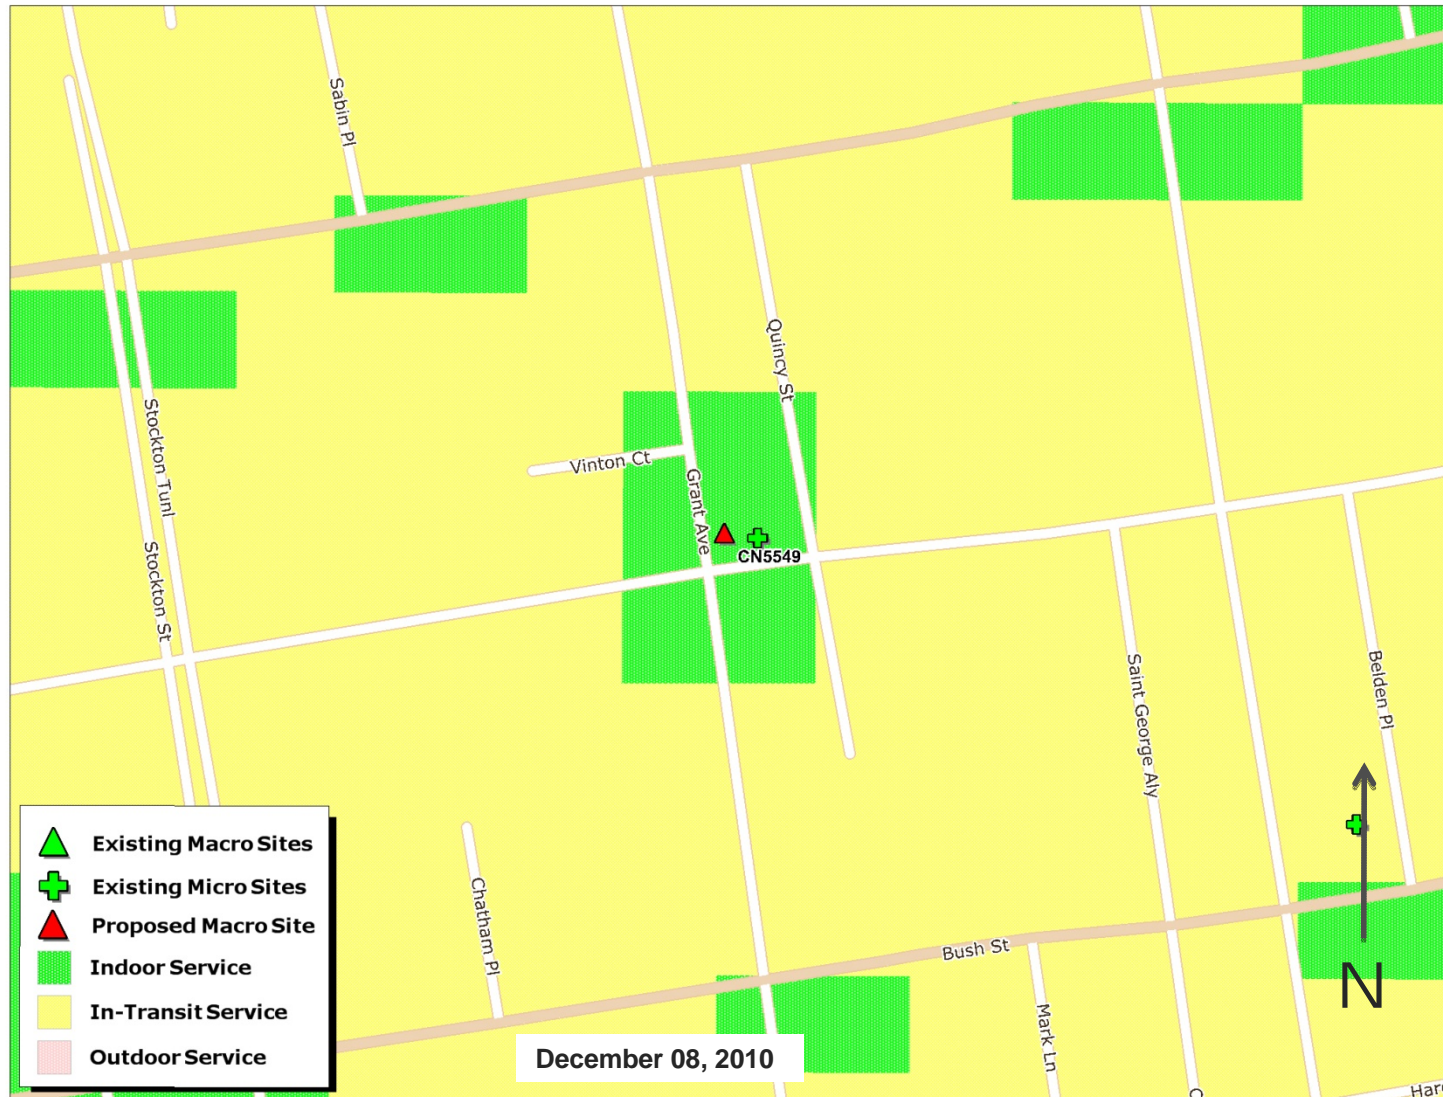 Sabin Pl
Quincy St
Stockton Tunl
Vinton Ct
Grant Ave
CN5549
Stockton St
Saint George Aly
Belden Pl
Existing Macro Sites
Existing Micro Sites
Proposed Macro Site
Indoor Service
In-Transit Service
Outdoor Service
Chatham Pl
Bush St
N
Mark Ln
December 08, 2010